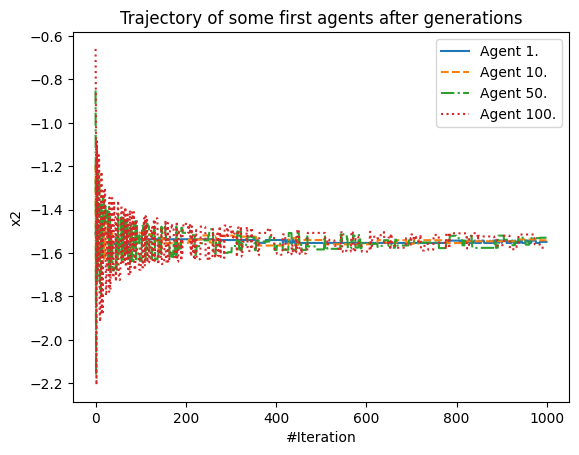 Trajectory of some first agents after generations
−0.6
−0.8
−1.0
−1.2
−1.4
−1.6
−1.8
−2.0
−2.2
x2
Agent 1.
Agent 10.
Agent 50.
Agent 100.
0
200
400
600
800
1000
#Iteration